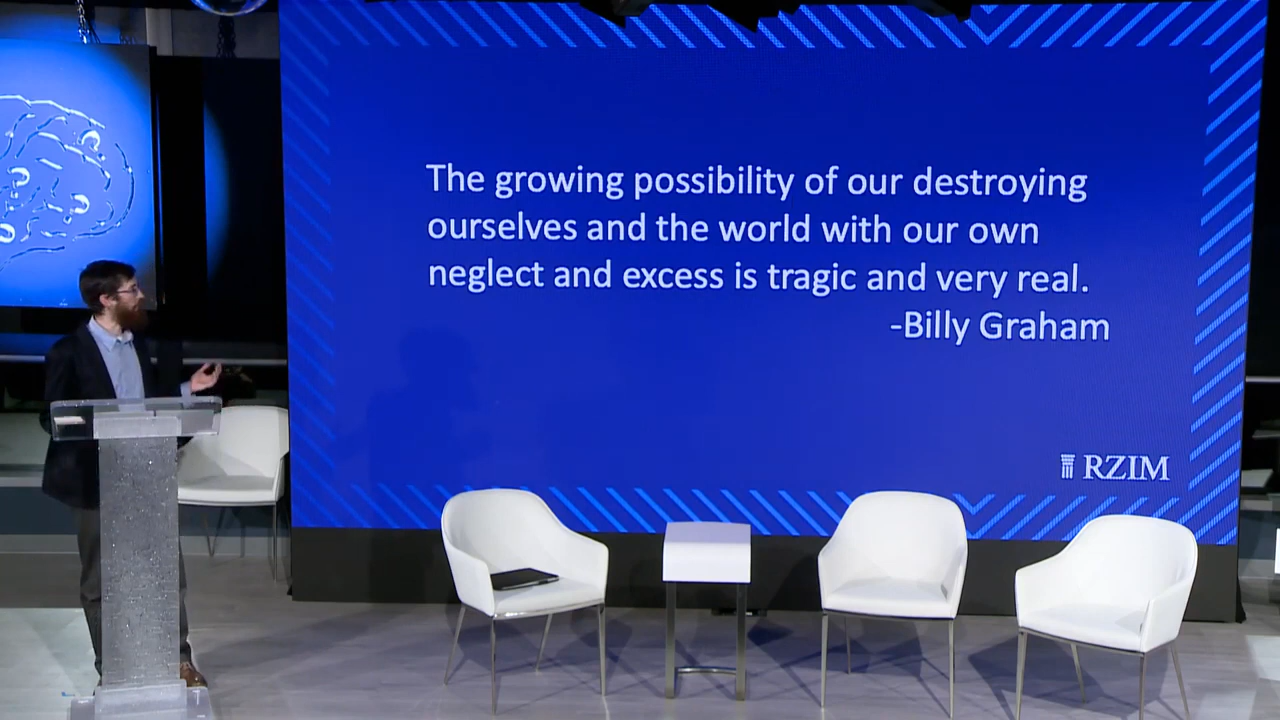 The growing possibility of our destroying
ourselves and the world with our own
neglect and excess is tragic and very real.
-Billy Graham
RZIM